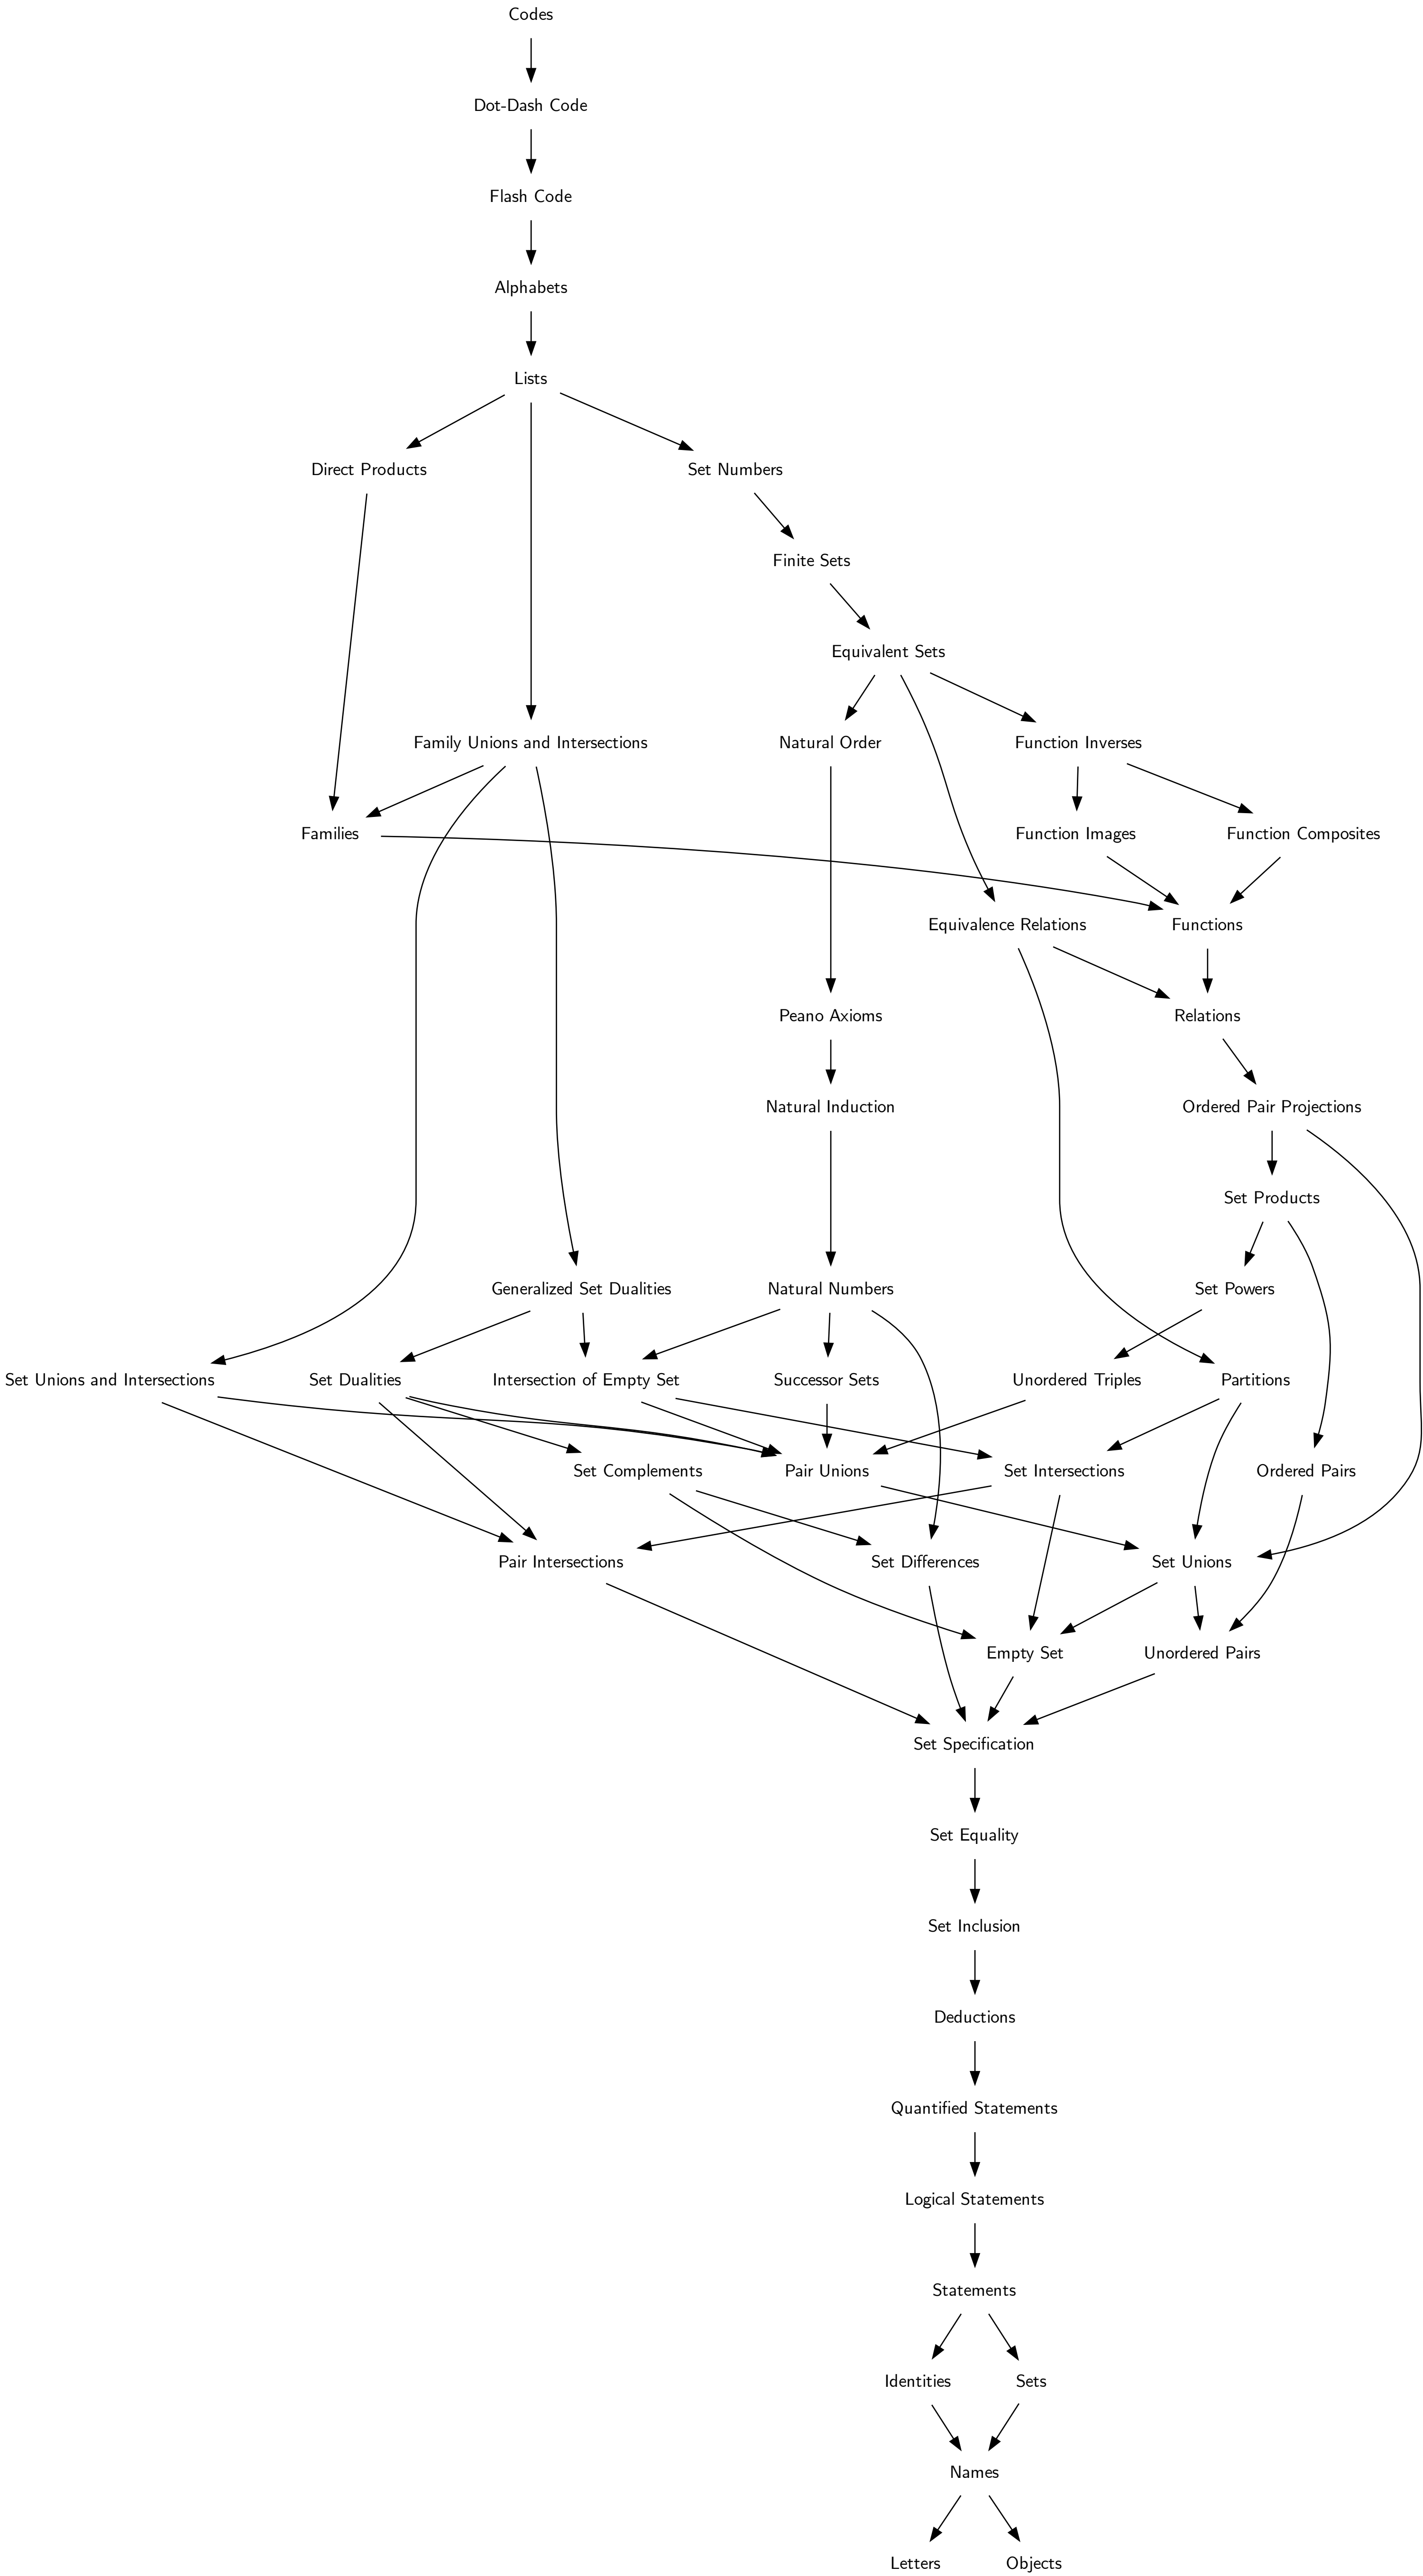 Codes
Dot-Dash Code
Flash Code
Alphabets
Lists
Direct Products
Set Numbers
Finite Sets
Equivalent Sets
Family Unions and Intersections
Natural Order
Function Inverses
Families
Function Images
Function Composites
Equivalence Relations
Functions
Peano Axioms
Relations
Natural Induction
Ordered Pair Projections
Set Products
Generalized Set Dualities
Natural Numbers
Set Powers
Set Unions and Intersections
Set Dualities
Intersection of Empty Set
Successor Sets
Unordered Triples
Partitions
Set Complements
Pair Unions
Set Intersections
Ordered Pairs
Pair Intersections
Set Differences
Set Unions
Empty Set
Unordered Pairs
Set Specification
Set Equality
Set Inclusion
Deductions
Quantified Statements
Logical Statements
Statements
Identities
Sets
Names
Letters
Objects